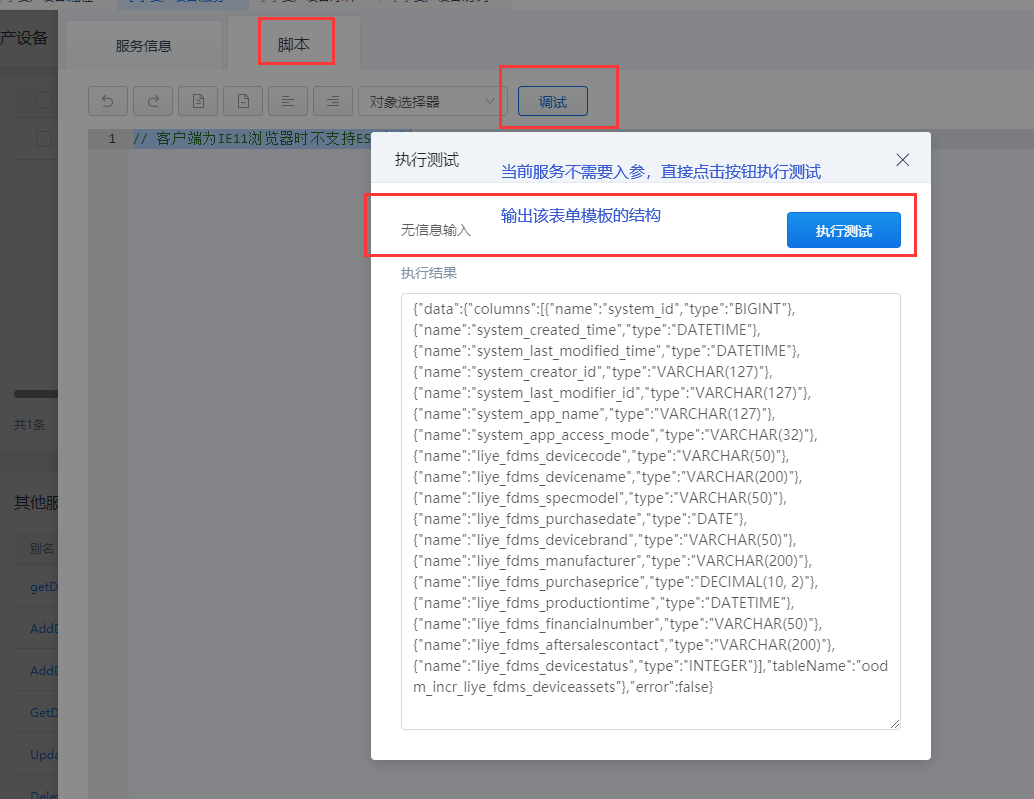 产设备
服务信息
脚本
对象选择器
调试
1
// 客户端为IE11浏览器时不支持ES
执行测试
当前服务不需要入参，直接点击按钮执行测试
输出该表单模板的结构
无信息输入
执行测试
执行结果
{"data":{"columns":[{"name":"system_id","type":"BIGINT"},
{"name":"system_created_time","type":"DATETIME"},
{"name":"system_last_modified_time","type":"DATETIME"},
{"name":"system_creator_id","type":"VARCHAR(127)"},
{"name":"system_last_modifier_id","type":"VARCHAR(127)"},
{"name":"system_app_name","type":"VARCHAR(127)"},
{"name":"system_app_access_mode","type":"VARCHAR(32)"},
{"name":"liye_fdms_devicecode","type":"VARCHAR(50)"},
{"name":"liye_fdms_devicename","type":"VARCHAR(200)"},
{"name":"liye_fdms_specmodel","type":"VARCHAR(50)"},
{"name":"liye_fdms_purchasedate","type":"DATE"},
{"name":"liye_fdms_devicebrand","type":"VARCHAR(50)"},
{"name":"liye_fdms_manufacturer","type":"VARCHAR(200)"},
{"name":"liye_fdms_purchaseprice","type":"DECIMAL(10, 2)"},
{"name":"liye_fdms_productiontime","type":"DATETIME"},
{"name":"liye_fdms_financialnumber","type":"VARCHAR(50)"},
{"name":"liye_fdms_aftersalescontact","type":"VARCHAR(200)"},
{"name":"liye_fdms_devicestatus","type":"INTEGER"}],"tableName":"ood
m_incr_liye_fdms_deviceassets"},"error":false}
共1条
其他服
别名
getD
AddD
AddD
GetD
Upda
Delet